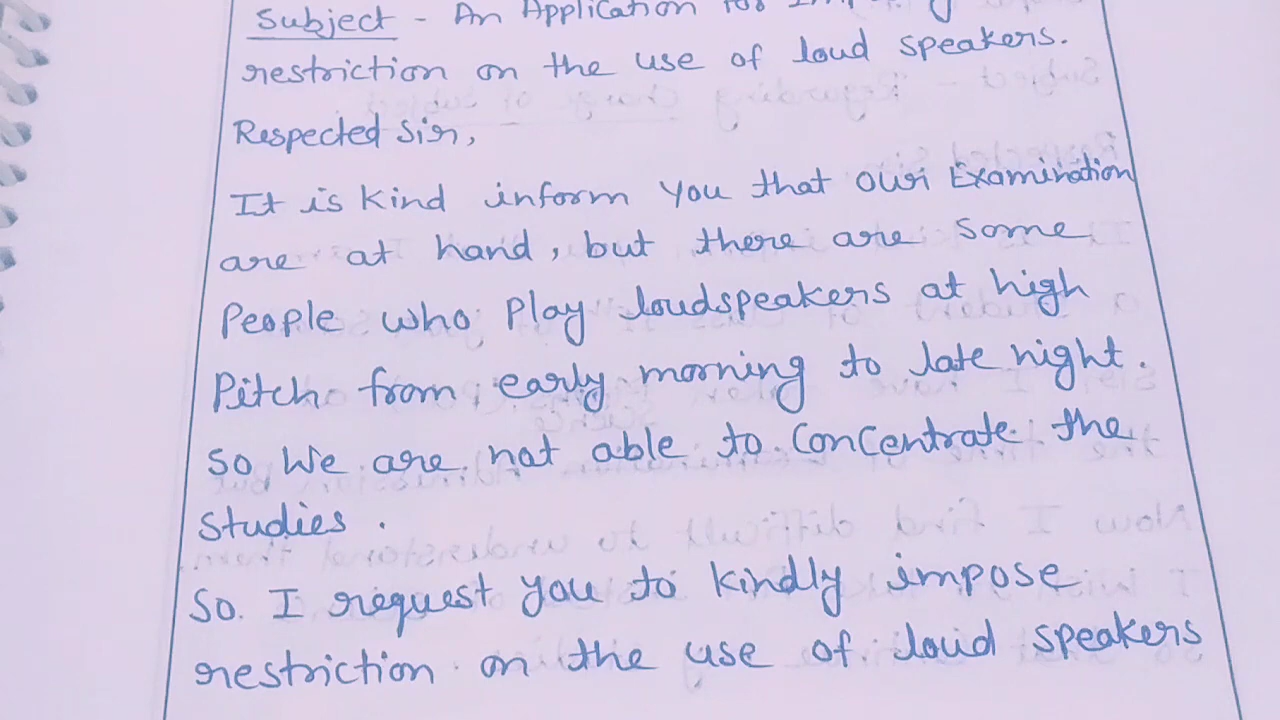 Subject - An Application for
restriction on the use of loud speakers.
Respected Sir,
It is kind inform you that our Examination
are at hand, but there are some
People who Play loudspeakers at high
Pitch from early morning to late night.
So We are not able to Concentrate the
Studies.
So. I request you to kindly impose
restriction on the use of loud speakers